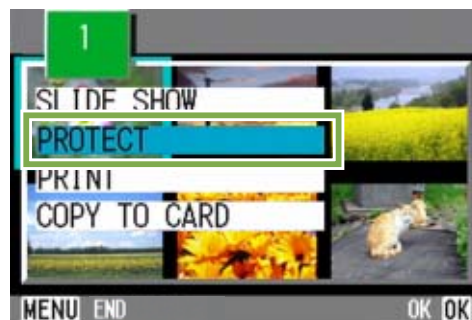 1
SLIDE SHOW
PROTECT
PRINT
COPY TO CARD
MENU END OK OK